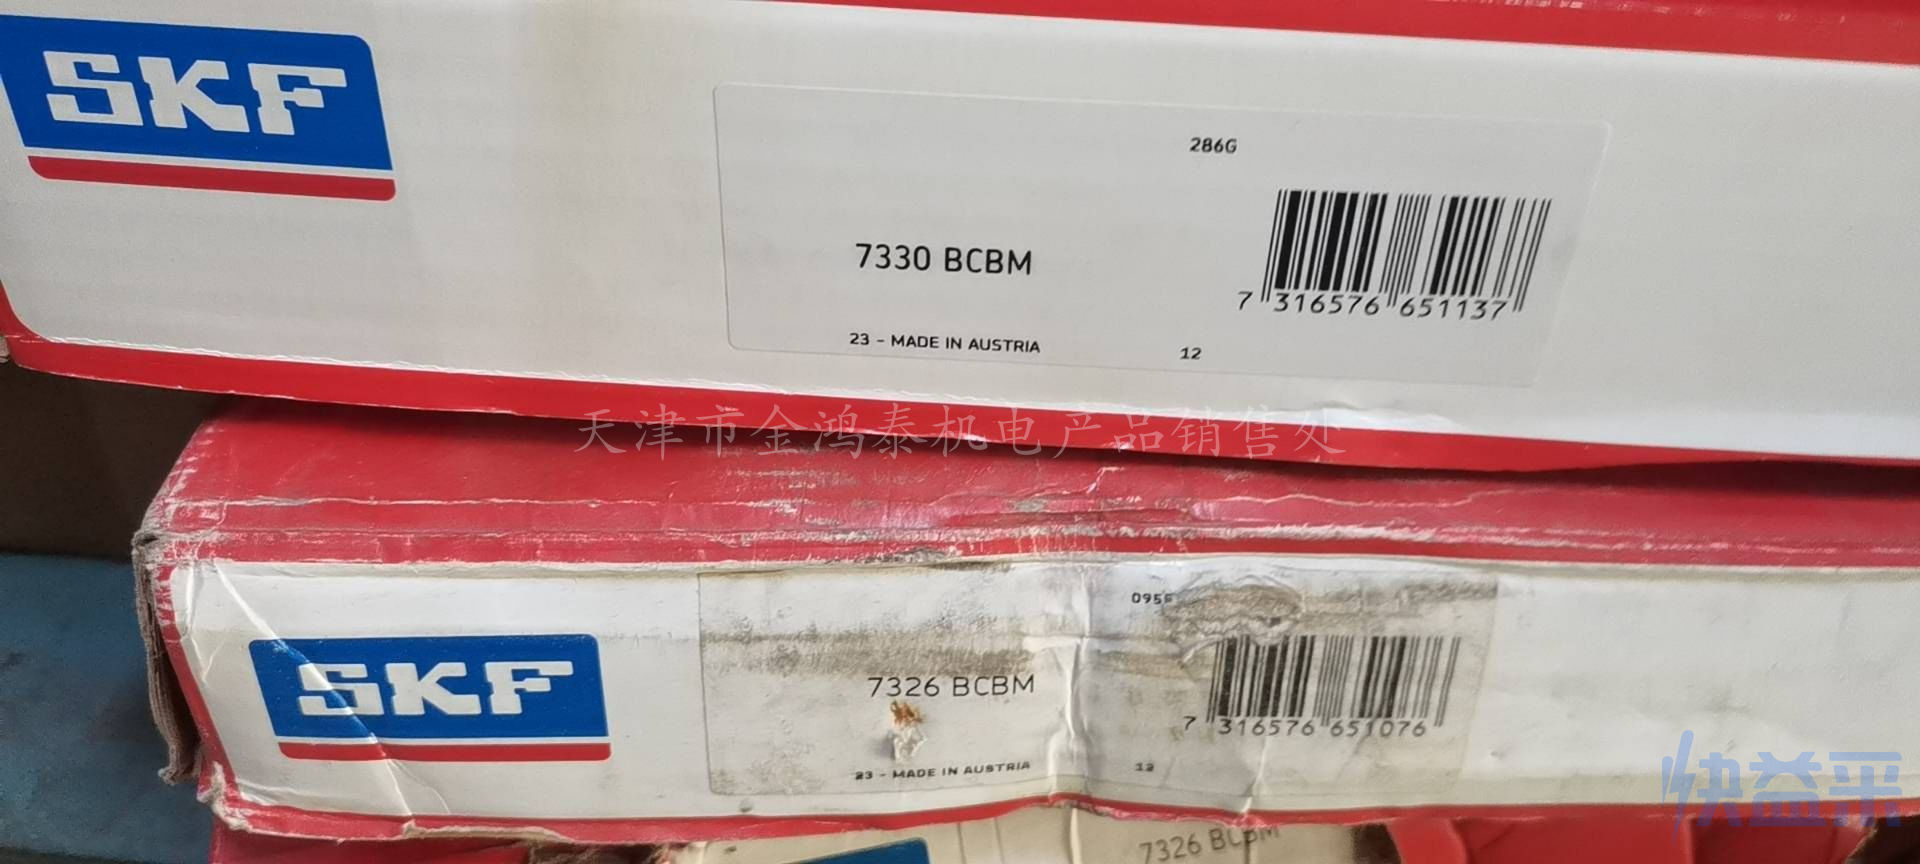 SKF
286G
7330 BCBM
7 316576 651137
23 - MADE IN AUSTRIA
12
天津市金鸿泰机电产品销售处
SKF
7326 BCBM
7 316576 651076
23 - MADE IN AUSTRIA
12
快益采
7326 BCBM